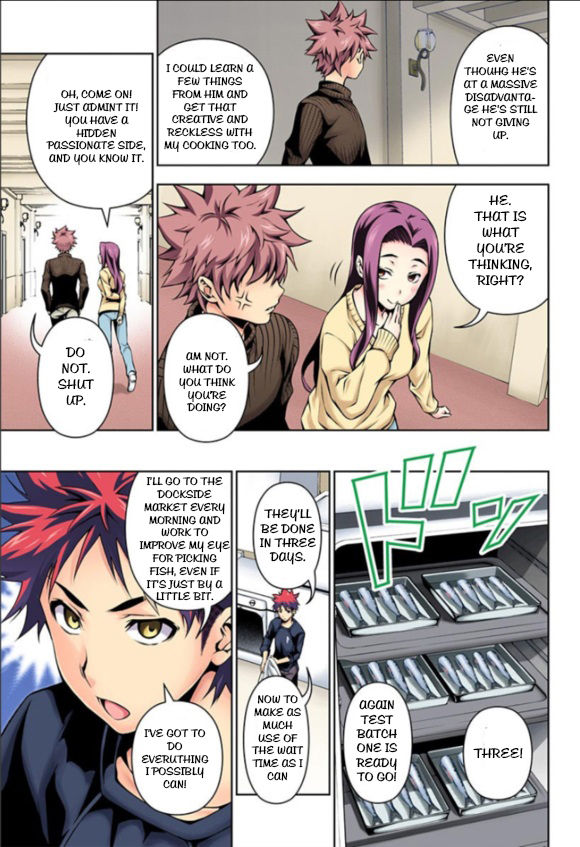 EVEN
THOUHG HE'S
AT A MASSIVE
DISADVANTA-
GE HE'S STILL
NOT GIVING
UP.
I COULD LEARN A
FEW THINGS
FROM HIM AND
GET THAT
CREATIVE AND
RECKLESS WITH
MY COOKING TOO.
HE.
THAT IS
WHAT
YOU'RE
THINKING,
RIGHT?
AM NOT.
WHAT DO
YOU THINK
YOU'RE
DOING?
OH, COME ON!
JUST ADMINT IT!
YOU HAVE A
HIDDEN
PASSIONATE SIDE,
AND YOU KNOW IT.
DO
NOT.
SHUT
UP.
ドン
THREE!
AGAIN
TEST
BATCH
ONE IS
READY
TO GO!
THEY'LL
BE DONE
IN THREE
DAYS.
NOW TO
MAKE AS
MUCH
USE OF
THE WAIT
TIME AS I
CAN
I'LL GO TO THE
DOCKSIDE
MARKET EVERY
MORNING AND
WORK TO
IMPROVE MY EYE
FOR PICKING
FISH, EVEN IF
IT'S JUST BY A
LITTLE BIT.
I'VE GOT TO
DO
EVERUTHING
I POSSIBLY
CAN!